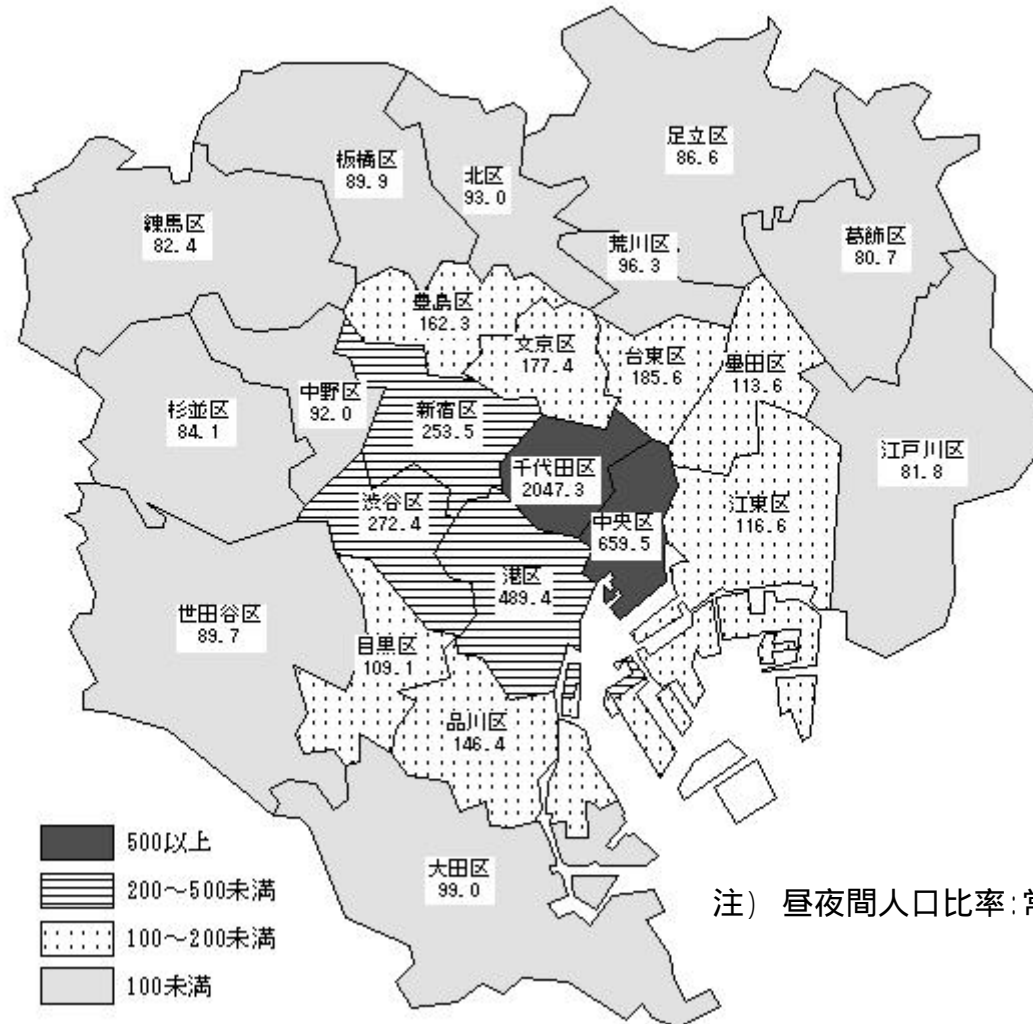 足立区
86.6
板橋区
89.9
北区
93.0
練馬区
82.4
荒川区
96.3
葛飾区
80.7
豊島区
162.3
文京区
177.4
台東区
185.6
墨田区
113.6
中野区
92.0
杉並区
84.1
新宿区
253.5
江戸川区
81.8
千代田区
2047.3
渋谷区
272.4
中央区
659.5
江東区
116.6
港区
489.4
世田谷区
89.7
目黒区
109.1
品川区
146.4
大田区
99.0
500以上
200～500未満
100～200未満
100未満
注） 昼夜間人口比率:常